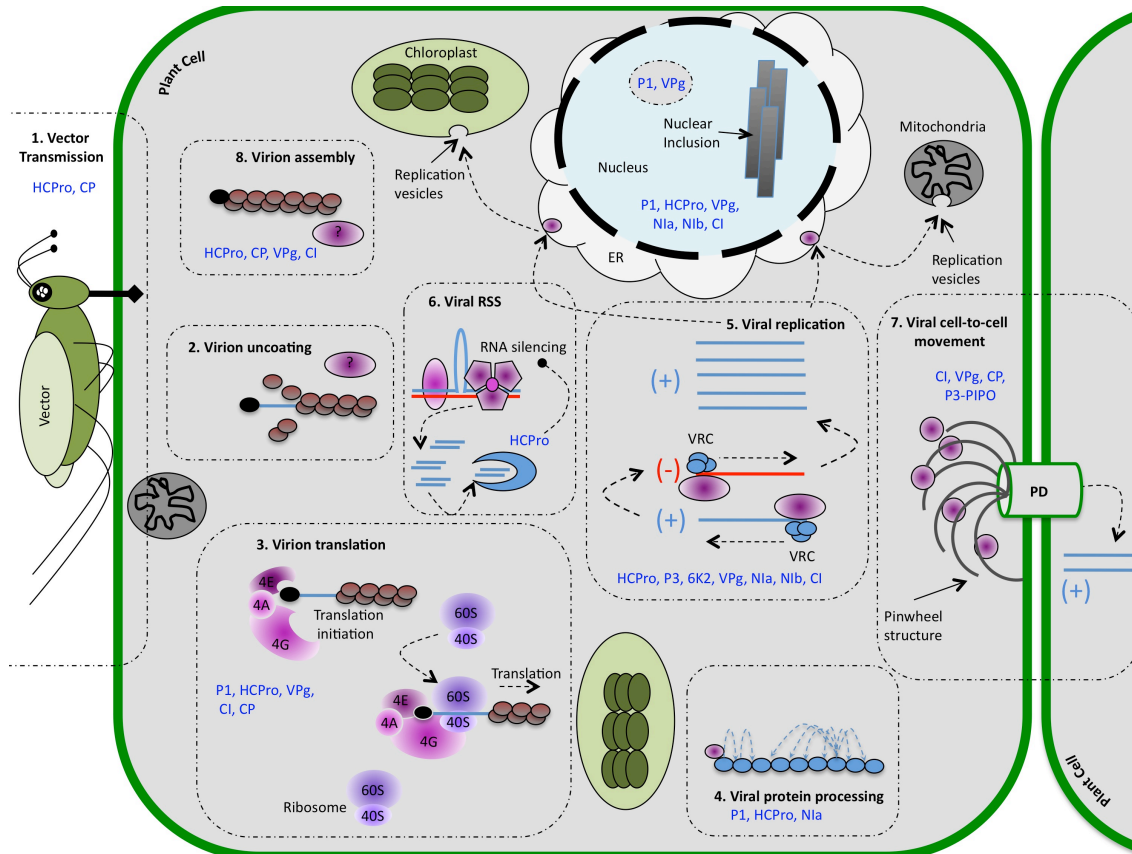 Plant Cell
1. Vector
Transmission
HCPro, CP
Vector
8. Virion assembly
?
HCPro, CP, VPg, CI
Chloroplast
Replication
vesicles
P1, VPg
Nuclear
Inclusion
Nucleus
P1, HCPro, VPg,
NIa, NIb, CI
ER
Mitochondria
Replication
vesicles
2. Virion uncoating
?
6. Viral RSS
RNA silencing
HCPro
5. Viral replication
(+)
VRC
(-)
(+)
VRC
HCPro, P3, 6K2, VPg, NIa, NIb, CI
7. Viral cell-to-cell
movement
CI, VPg, CP,
P3-PIPO
PD
(+)
Pinwheel
structure
3. Virion translation
4E
4A
4G
Translation
initiation
60S
40S
Translation
P1, HCPro, VPg,
CI, CP
4E
4A
4G
60S
40S
Ribosome
60S
40S
4. Viral protein processing
P1, HCPro, NIa
Plant Cell